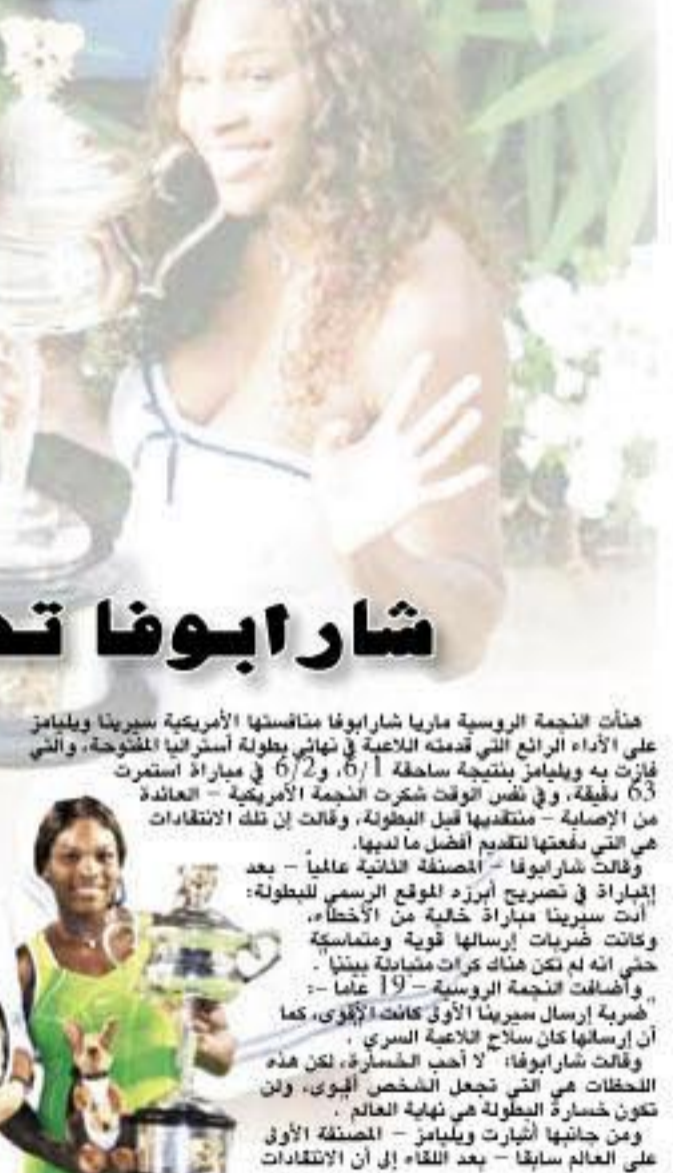 شارابوفا
هنأت النجمة الروسية ماريا شارابوفا منافستها الأمريكية سيرينا ويليامز
على الأداء الرائع التي قدمته اللاعبة في نهائي بطولة أستراليا المفتوحة، والتي
فازت به ويليامز بنتيجة ساحقة 6/1، و6/2 في مباراة استمرت
63 دقيقة، وفي نفس الوقت شكرت النجمة الأمريكية – العائدة
من الإصابة – منتقديها قبل البطولة، وقالت إن تلك الانتقادات
هي التي دفعتها لتقديم أفضل ما لديها.
وقالت شارابوفا – المصنفة الثانية عالمياً – بعد
المباراة في تصريح أبرزه الموقع الرسمي للبطولة:
"أدت سيرينا مباراة خالية من الأخطاء،
وكانت ضربات إرسالها قوية ومتماسكة
حتى انه لم تكن هناك كرات متبادلة بيننا".
وأضافت النجمة الروسية – 19 عاما –:
"ضربة إرسال سيرينا الأولى كانت الأقوى، كما
أن إرسالها كان سلاح اللاعبة السري".
وقالت شارابوفا: "لا أحب الخسارة، لكن هذه
اللحظات هي التي تجعل الشخص أقوى، ولن
تكون خسارة البطولة هي نهاية العالم".
ومن جانبها أشارت ويليامز – المصنفة الأولى
على العالم سابقا – بعد اللقاء إلى أن الانتقادات